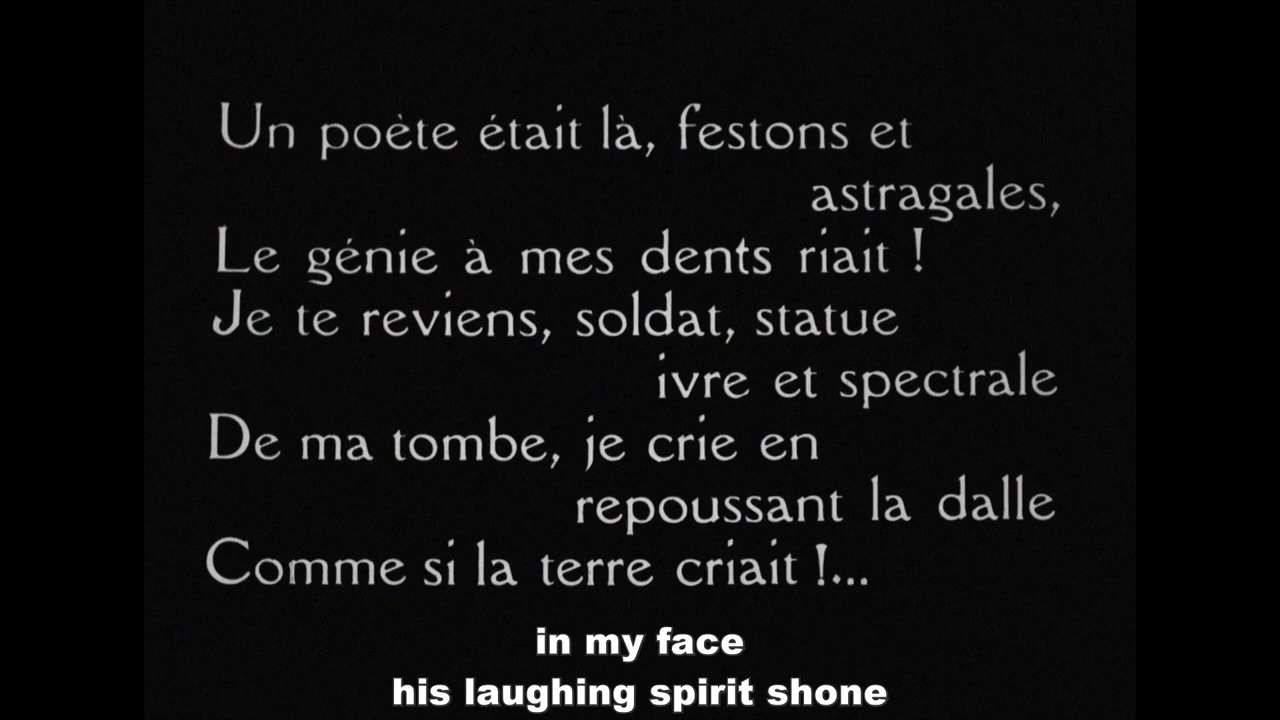 Un poète était là, festons et
astragales,
Le génie à mes dents riait !
Je te reviens, soldat, statue
ivre et spectrale
De ma tombe, je crie en
repoussant la dalle
Comme si la terre criait !...
in my face
his laughing spirit shone